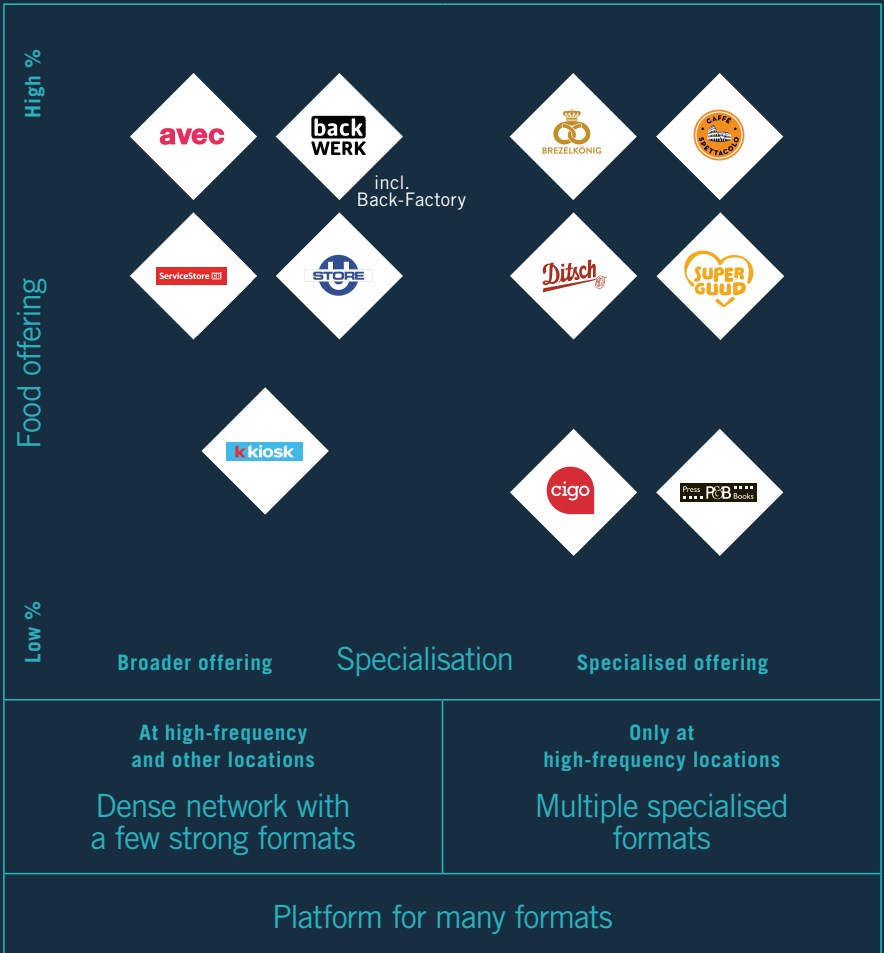 High %
avec
back
WERK
incl.
Back-Factory
BREZELKÖNIG
CAFFÈ
SPETTACOLO
ServiceStore DB
U
STORE
Ditsch
SUPER
GUUD
Food offering
k kiosk
cigo
Press P&B Books
Low %
Broader offering
Specialisation
Specialised offering
At high-frequency
and other locations
Dense network with
a few strong formats
Only at
high-frequency locations
Multiple specialised
formats
Platform for many formats